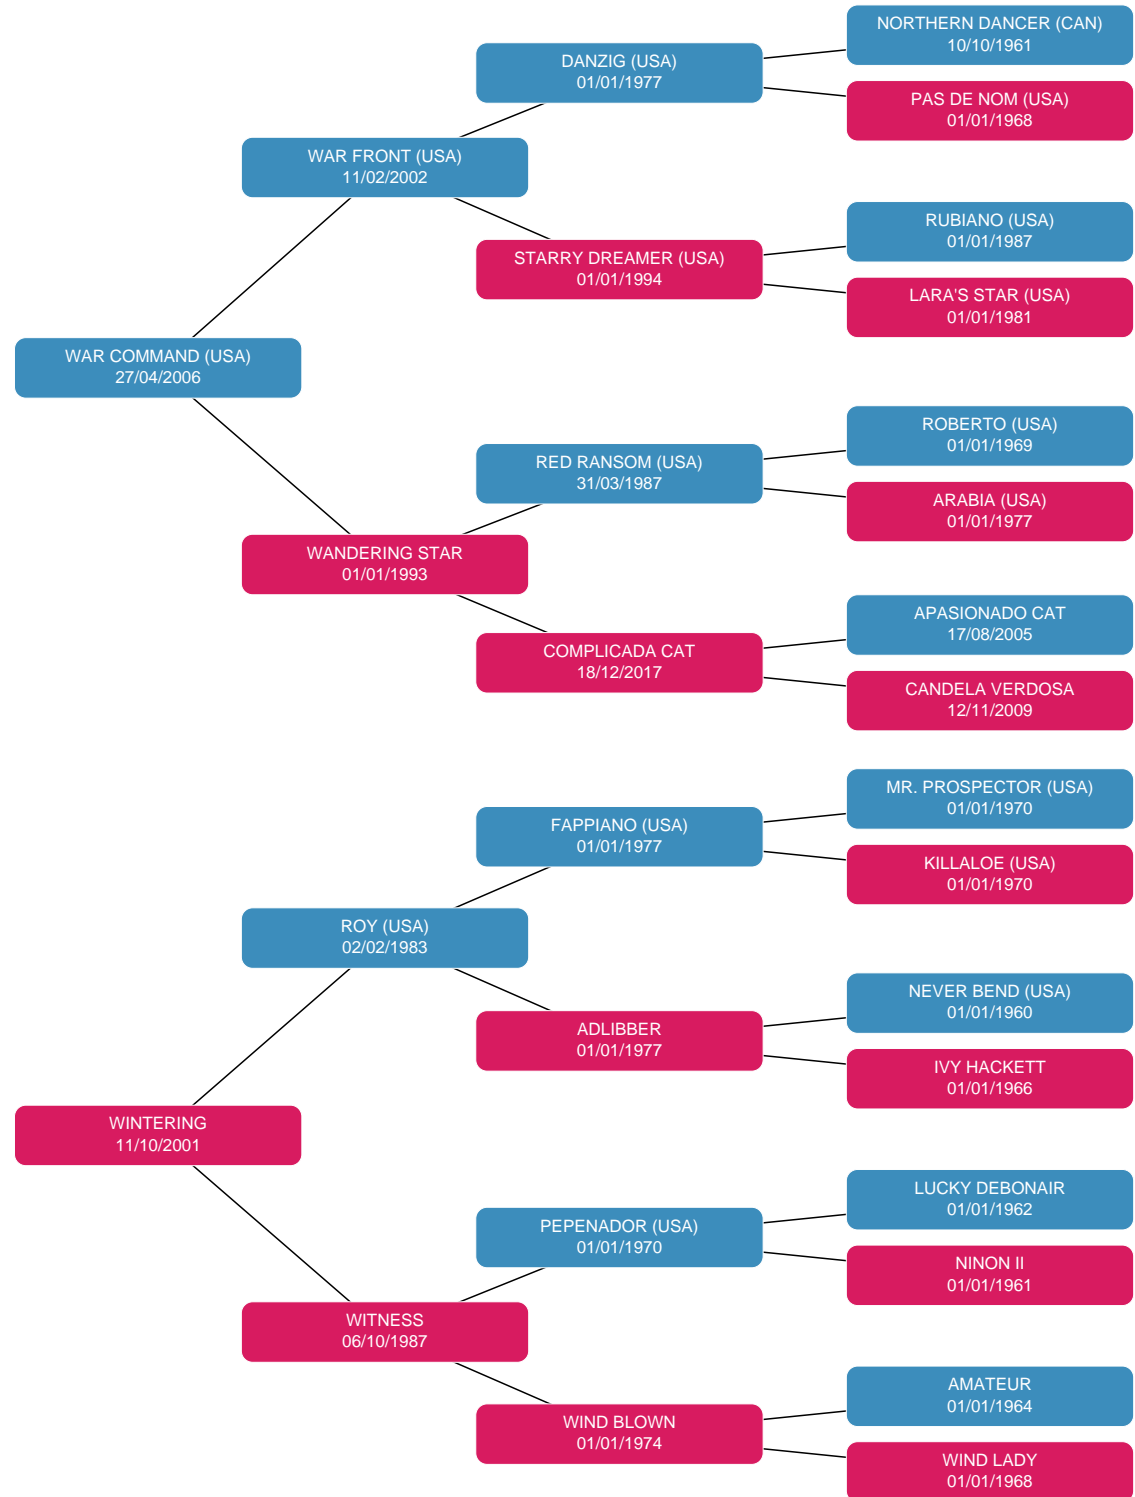 NORTHERN DANCER (CAN)
10/10/1961
DANZIG (USA)
01/01/1977
PAS DE NOM (USA)
01/01/1968
WAR FRONT (USA)
11/02/2002
RUBIANO (USA)
01/01/1987
STARRY DREAMER (USA)
01/01/1994
LARA'S STAR (USA)
01/01/1981
WAR COMMAND (USA)
27/04/2006
ROBERTO (USA)
01/01/1969
RED RANSOM (USA)
31/03/1987
ARABIA (USA)
01/01/1977
WANDERING STAR
01/01/1993
APASIONADO CAT
17/08/2005
COMPLICADA CAT
18/12/2017
CANDELA VERDOSA
12/11/2009
MR. PROSPECTOR (USA)
01/01/1970
FAPPIANO (USA)
01/01/1977
KILLALOE (USA)
01/01/1970
ROY (USA)
02/02/1983
NEVER BEND (USA)
01/01/1960
ADLIBBER
01/01/1977
IVY HACKETT
01/01/1966
WINTERING
11/10/2001
LUCKY DEBONAIR
01/01/1962
PEPENADOR (USA)
01/01/1970
NINON II
01/01/1961
WITNESS
06/10/1987
AMATEUR
01/01/1964
WIND BLOWN
01/01/1974
WIND LADY
01/01/1968